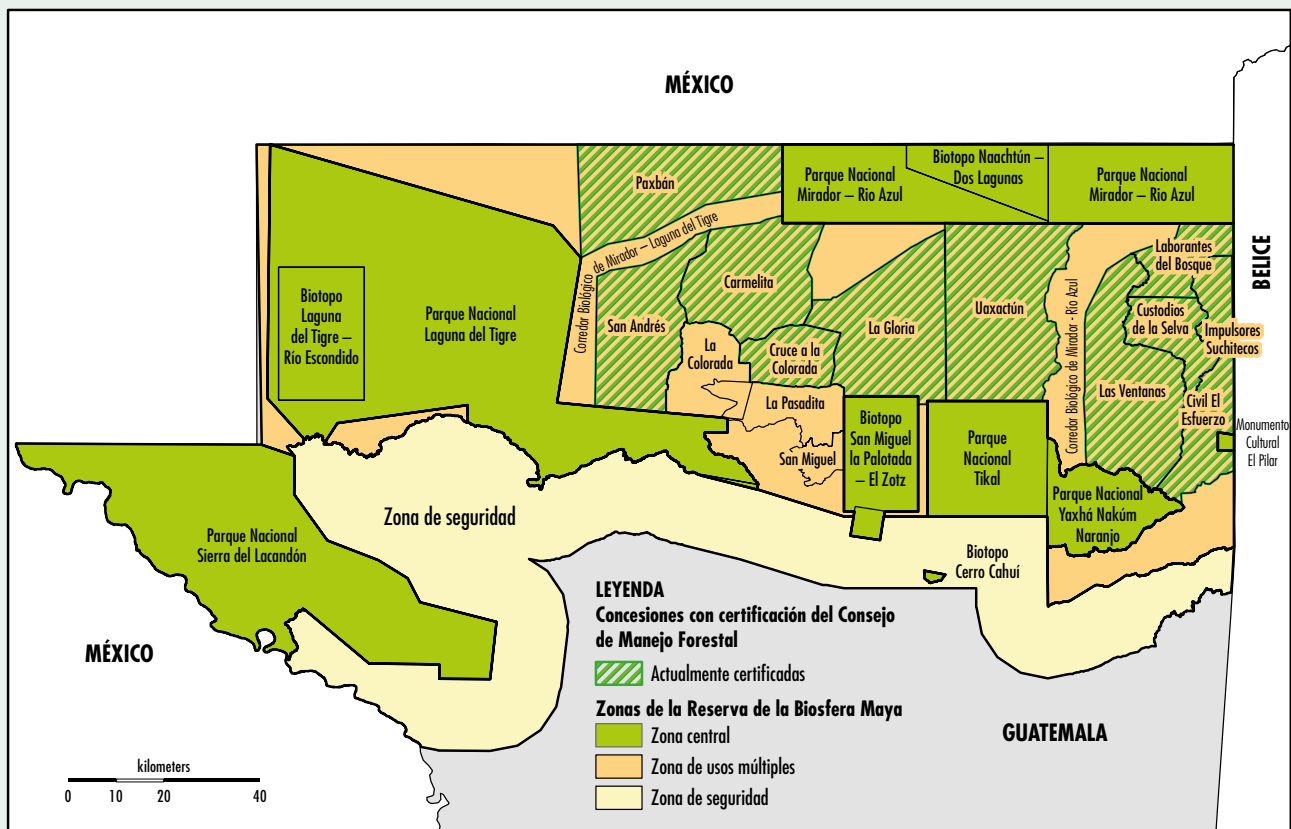 MÉXICO
Paxbán
Parque Nacional
Mirador – Rio Azul
Biotopo Naachtún –
Dos Lagunas
Parque Nacional
Mirador – Rio Azul
BELICE
Corredor Biológico de Mirador – Laguna del Tigre
Laborantes
del Bosque
Biotopo
Laguna
del Tigre –
Río Escondido
Parque Nacional
Laguna del Tigre
San Andrés
Carmelita
La Gloria
Uaxactún
Corredor Biológico de Mirador - Río Azul
Custodios
de la Selva
Impulsores
Suchitecos
La
Colorada
Cruce a la
Colorada
La Pasadita
Las Ventanas
Civil El
Esfuerzo
Monumento
Cultural
El Pilar
San Miguel
Biotopo
San Miguel
la Palotada
– El Zotz
Parque
Nacional
Tikal
Parque Nacional
Yaxhá Nakúm
Naranjo
Zona de seguridad
Parque Nacional
Sierra del Lacandón
Biotopo
Cerro Cahuí
MÉXICO
LEYENDA
Concesiones con certificación del Consejo
de Manejo Forestal
Actualmente certificadas
Zonas de la Reserva de la Biosfera Maya
Zona central
Zona de usos múltiples
Zona de seguridad
GUATEMALA
kilometers
0 10 20 40